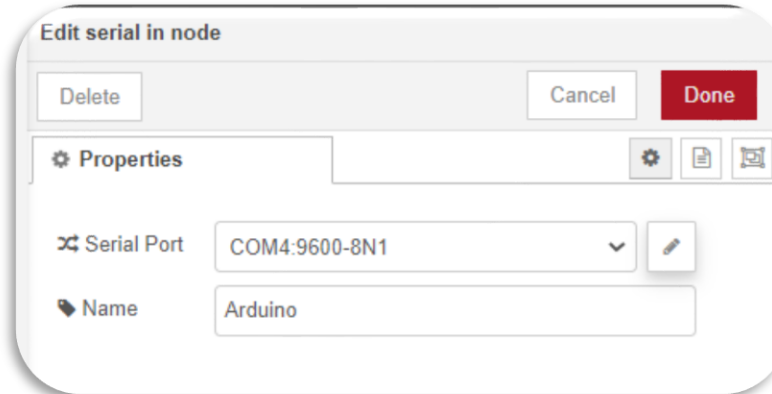 Edit serial in node
Delete
Cancel
Done
Properties
Serial Port
COM4:9600-8N1
Name
Arduino